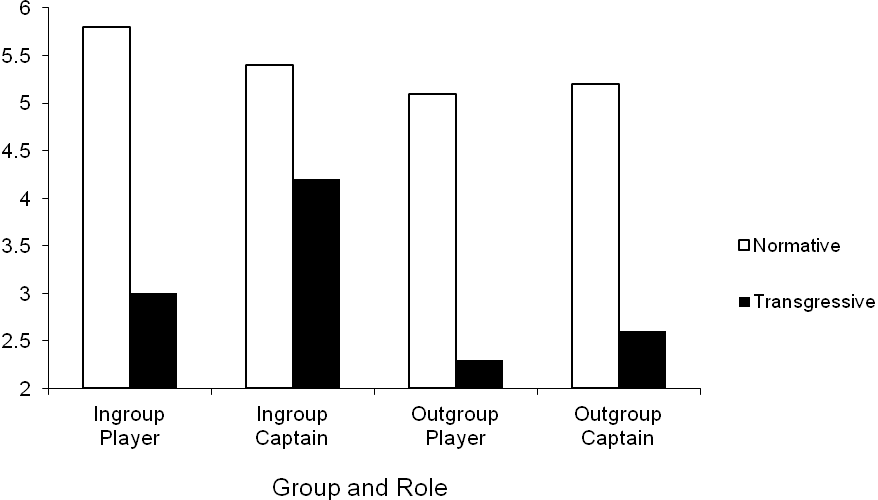 6
5.5
5
4.5
4
3.5
3
2.5
2
Normative
Transgressive
Ingroup Player
Ingroup Captain
Outgroup Player
Outgroup Captain
Group and Role